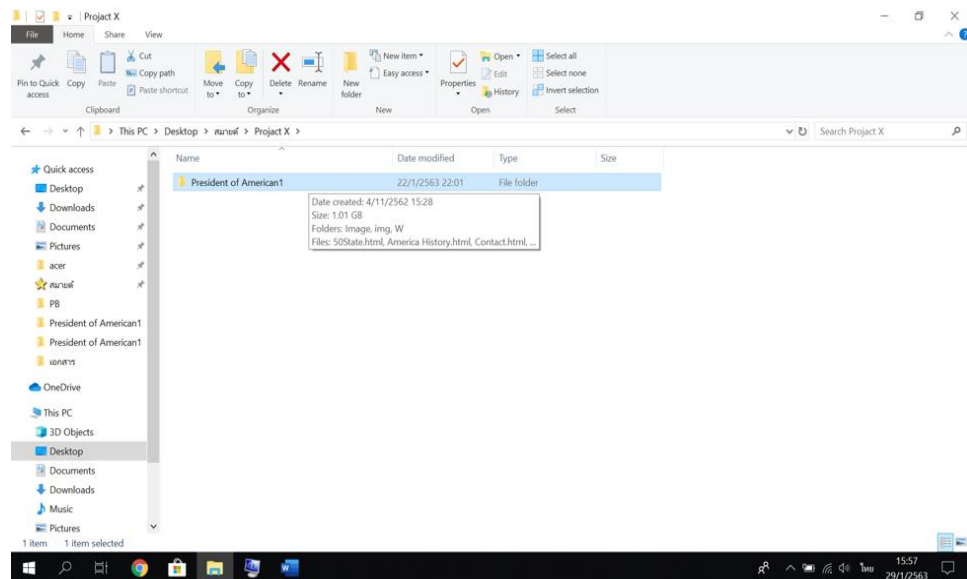 Projact X
File Home Share View
Pin to Quick access
Copy
Paste
Cut
Copy path
Paste shortcut
Clipboard
Move to
Copy to
Delete
Rename
Organize
New folder
New item
Easy access
New
Properties
Open
Edit
History
Open
Select all
Select none
Invert selection
Select
This PC > Desktop > สมายด์ > Projact X >
Search Projact X
Name Date modified Type Size
President of American1 22/1/2563 22:01 File folder
Date created: 4/11/2562 15:28
Size: 1.01 GB
Folders: Image, img, W
Files: 50State.html, America History.html, Contact.html, ...
Quick access
Desktop
Downloads
Documents
Pictures
acer
สมายด์
PB
President of American1
President of American1
เอกสาร
OneDrive
This PC
3D Objects
Desktop
Documents
Downloads
Music
Pictures
1 item 1 item selected
ไทย
15:57
29/1/2563